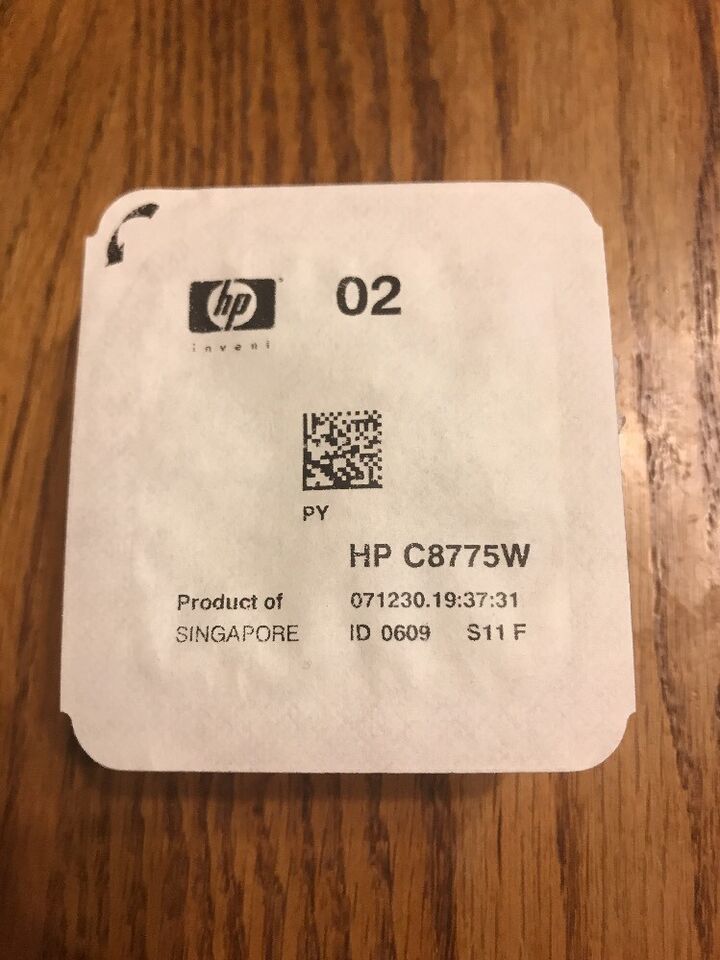 hp 02
invent
PY
HP C8775W
Product of 071230.19:37:31
SINGAPORE ID 0609 S11 F